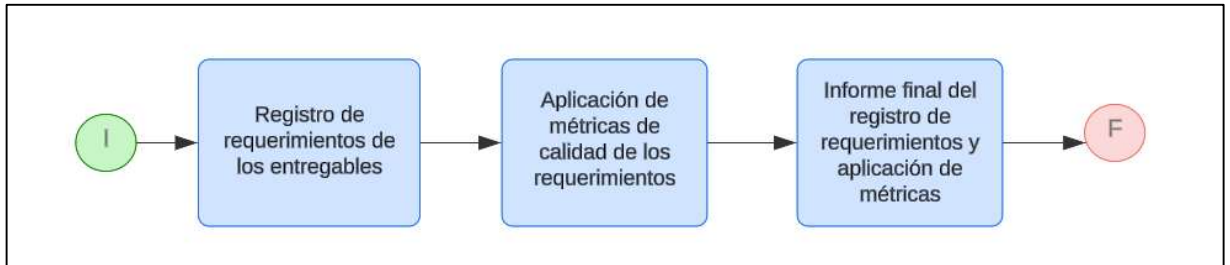 I
Registro de
requerimientos de
los entregables
Aplicación de
métricas de
calidad de los
requerimientos
Informe final del
registro de
requerimientos y
aplicación de
métricas
F